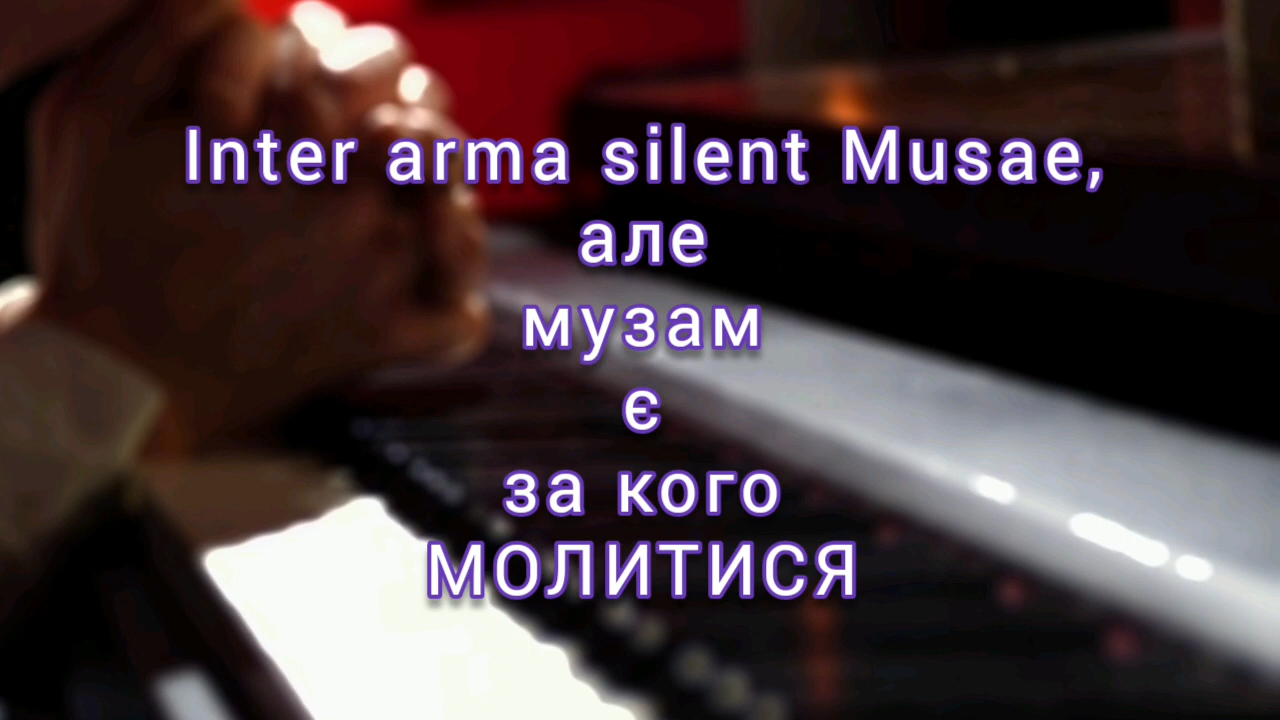 Inter arma silent Musae,
але
музам
є
за кого
МОЛИТИСЯ